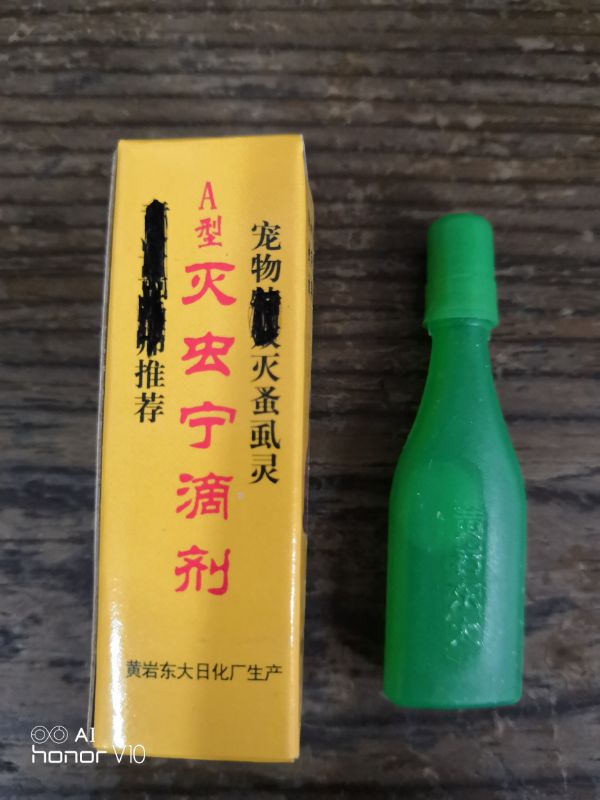 宠物 灭蚤虱灵
A型灭虫宁滴剂
推荐
黄岩东大日化厂生产
AI
honor V10